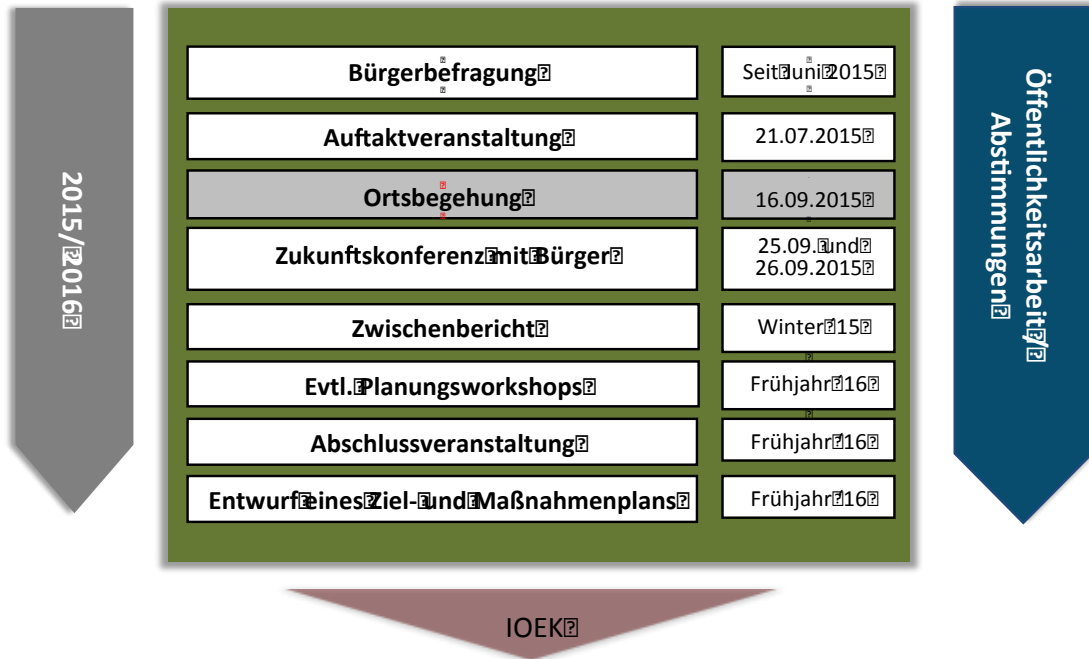 2015/ 2016
Bürgerbefragung
Seit Juni 2015
Auftaktveranstaltung
21.07.2015
Ortsbegehung
16.09.2015
Zukunftskonferenz mit Bürger
25.09. und
26.09.2015
Zwischenbericht
Winter 15
Evtl. Planungsworkshops
Frühjahr 16
Abschlussveranstaltung
Frühjahr 16
Entwurf eines Ziel- und Maßnahmenplans
Frühjahr 16
Öffentlichkeitsarbeit /
Abstimmungen
IOEK